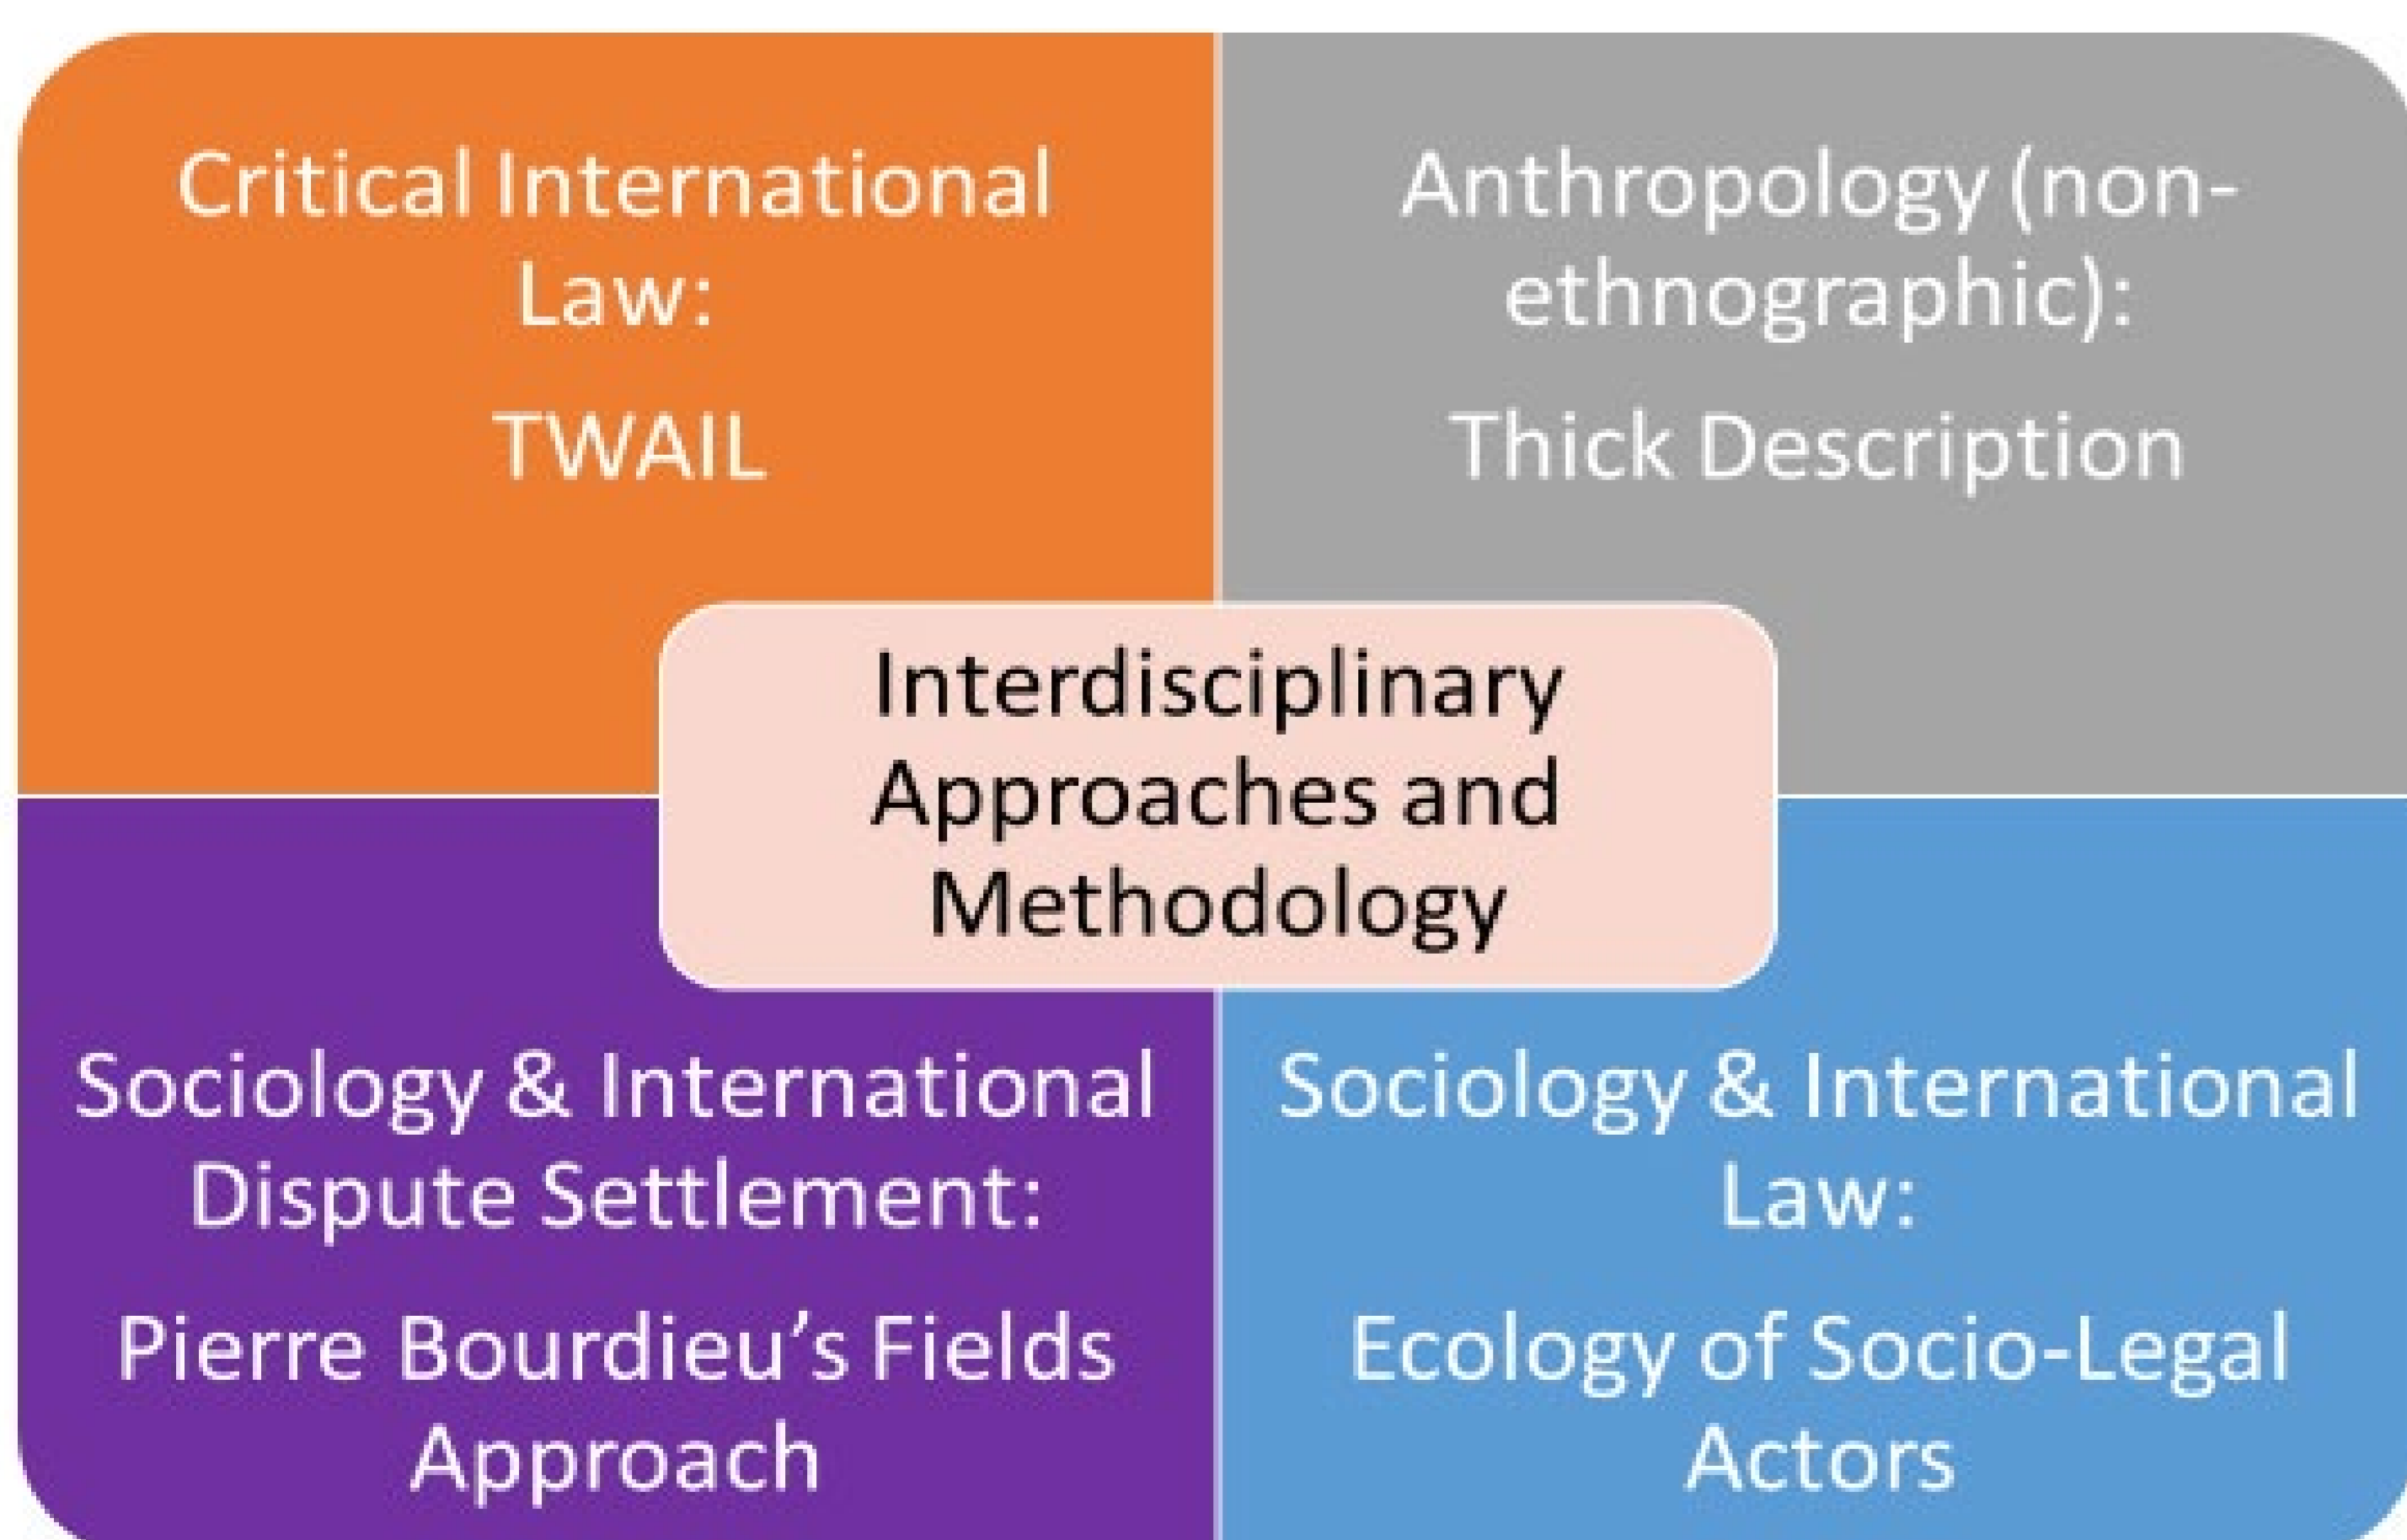 Critical International
Law:
TWAIL
Anthropology (non-
ethnographic):
Thick Description
Interdisciplinary
Approaches and
Methodology
Sociology & International
Dispute Settlement:
Pierre Bourdieu’s Fields
Approach
Sociology & International
Law:
Ecology of Socio-Legal
Actors